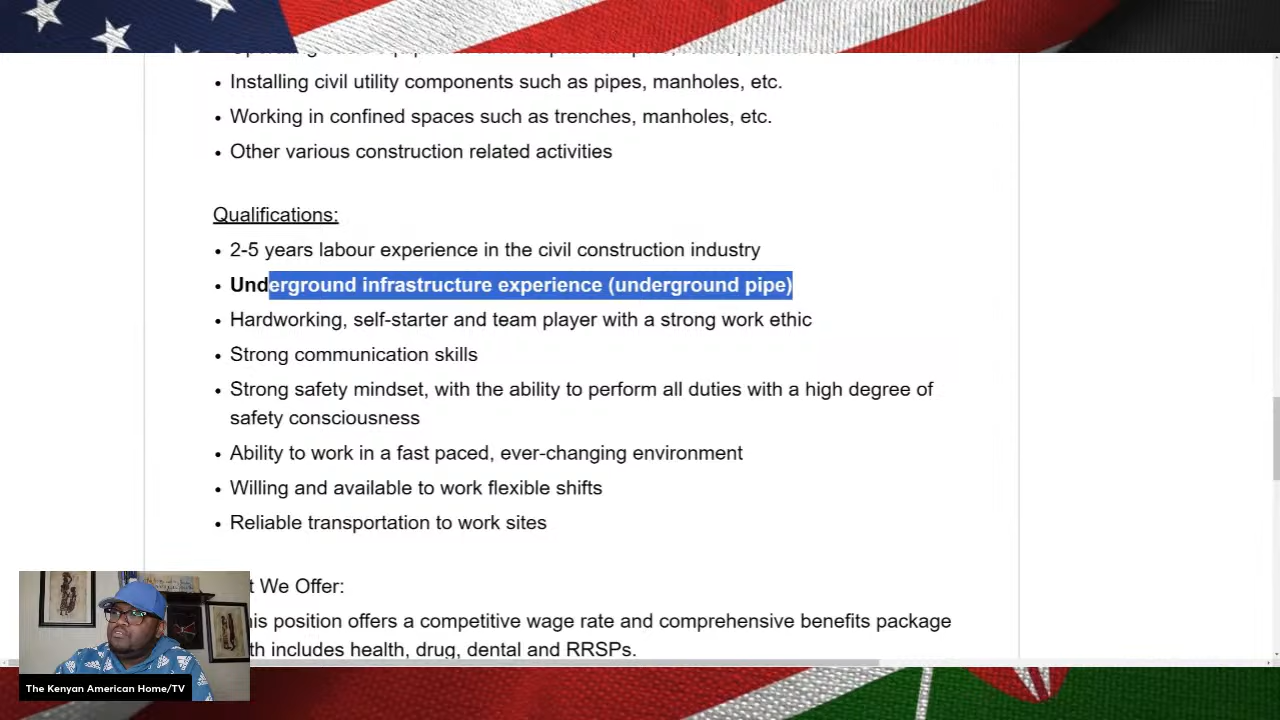 Installing civil utility components such as pipes, manholes, etc.
Working in confined spaces such as trenches, manholes, etc.
Other various construction related activities
Qualifications:
2-5 years labour experience in the civil construction industry
Underground infrastructure experience (underground pipe)
Hardworking, self-starter and team player with a strong work ethic
Strong communication skills
Strong safety mindset, with the ability to perform all duties with a high degree of
safety consciousness
Ability to work in a fast paced, ever-changing environment
Willing and available to work flexible shifts
Reliable transportation to work sites
We Offer:
position offers a competitive wage rate and comprehensive benefits package
includes health, drug, dental and RRSPs.
The Kenyan American Home/TV